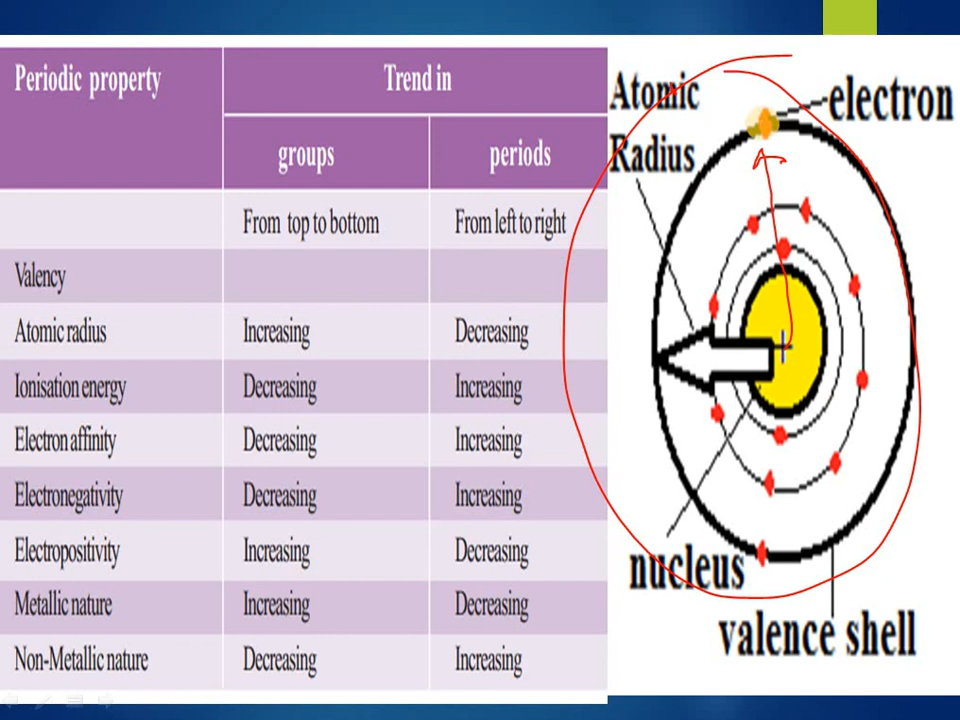 Periodic property Trend in
groups periods
From top to bottom From left to right
Valency
Atomic radius Increasing Decreasing
Ionisation energy Decreasing Increasing
Electron affinity Decreasing Increasing
Electronegativity Decreasing Increasing
Electropositivity Increasing Decreasing
Metallic nature Increasing Decreasing
Non-Metallic nature Decreasing Increasing
Atomic
Radius
electron
nucleus
valence shell